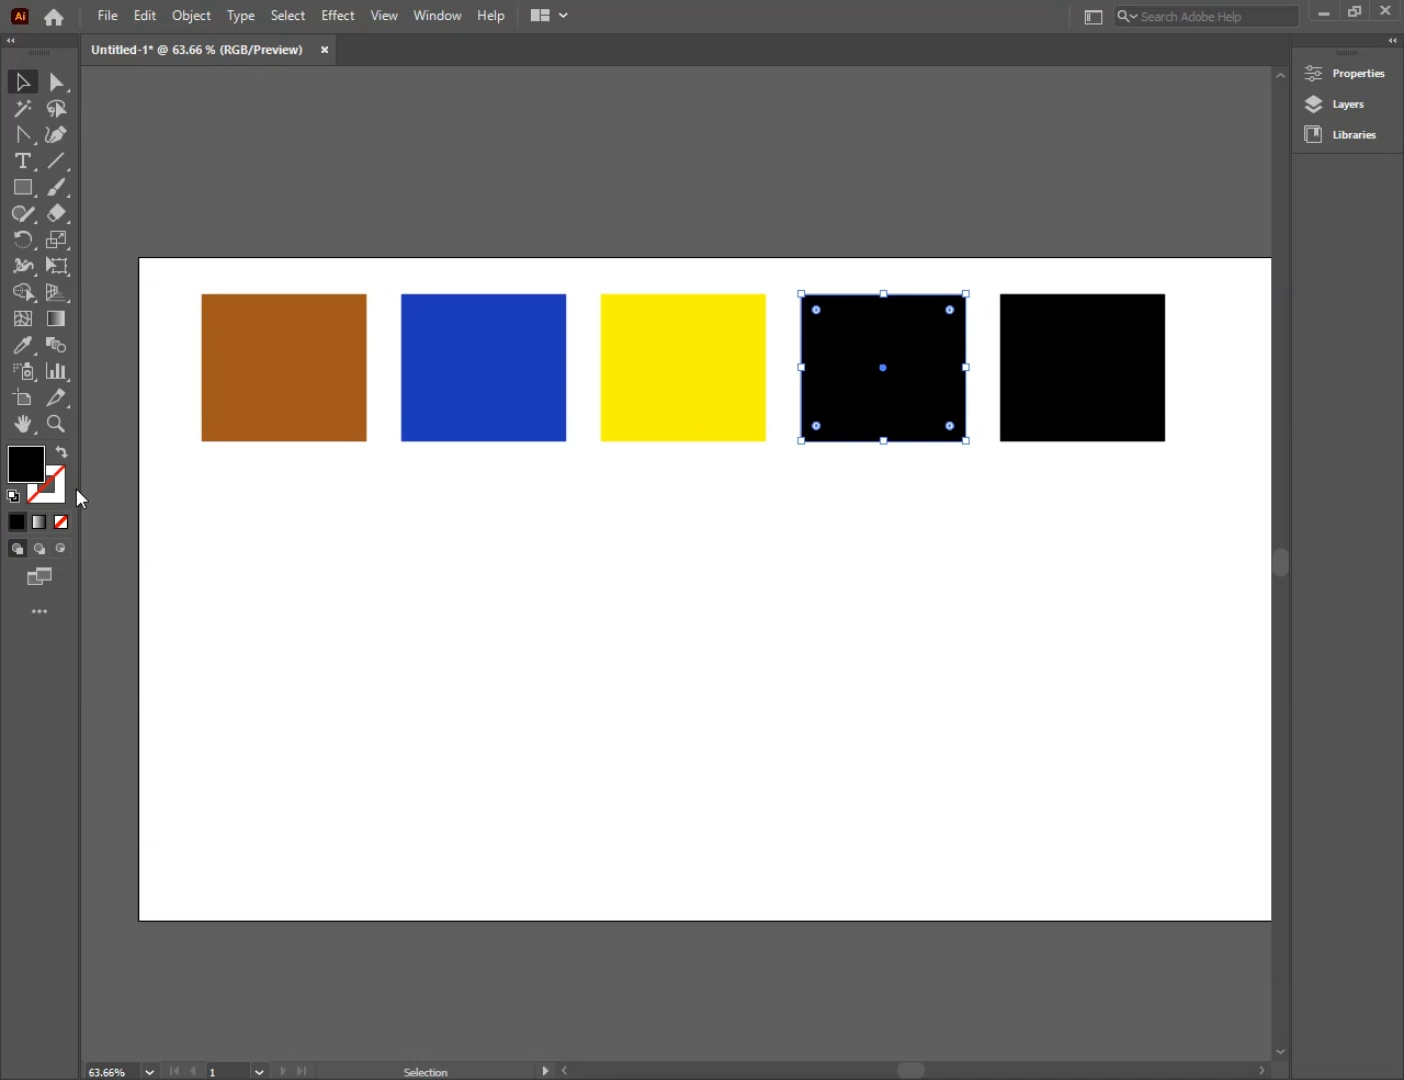 Ai File Edit Object Type Select Effect View Window Help Search Adobe Help
Untitled-1* @ 63.66 % (RGB/Preview)
Properties
Layers
Libraries
T
63.66% 1 Selection